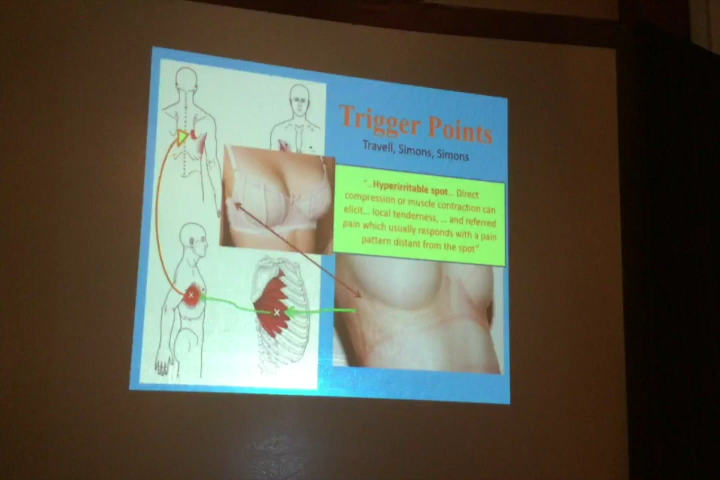 Trigger Points
Travell, Simons, Simons
"..Hyperirritable spot... Direct
compression or muscle contraction can
elicit... local tenderness, ... and referred
pain which usually responds with a pain
pattern distant from the spot"
X
X